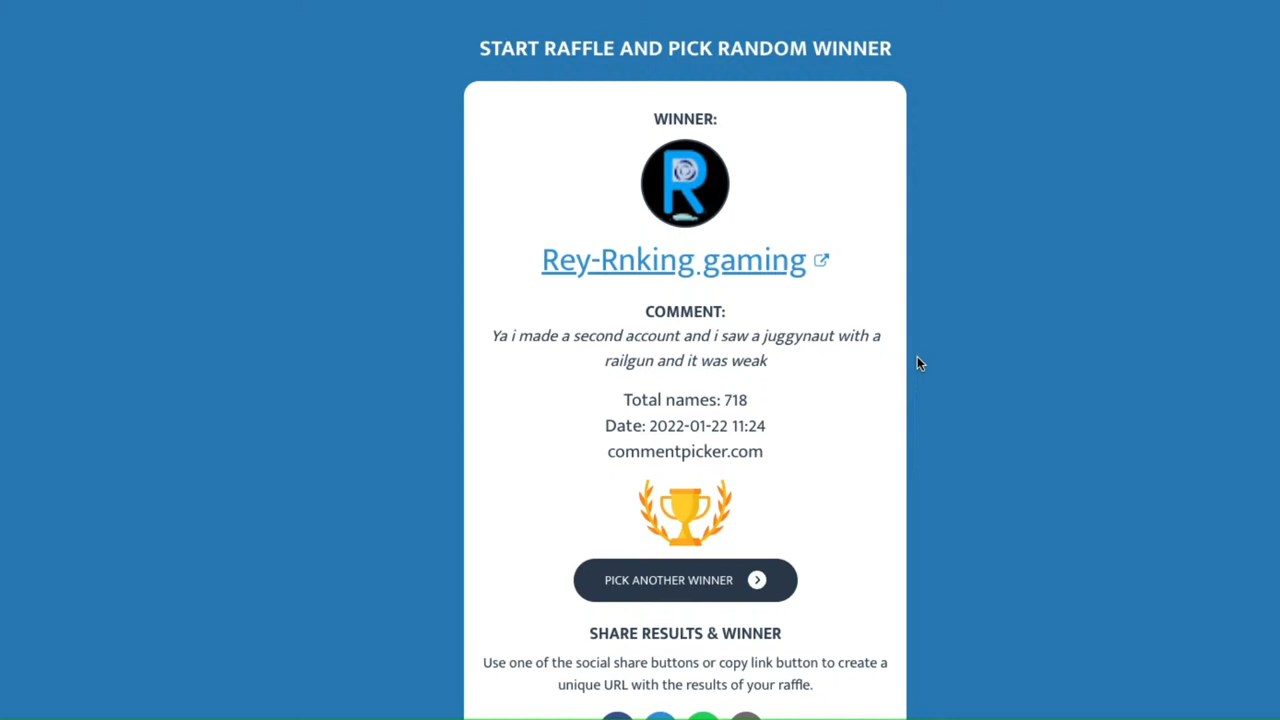 START RAFFLE AND PICK RANDOM WINNER
WINNER:
R
Rey-Rnking gaming
COMMENT:
Ya i made a second account and i saw a juggynaut with a
railgun and it was weak
Total names: 718
Date: 2022-01-22 11:24
commentpicker.com
PICK ANOTHER WINNER
SHARE RESULTS & WINNER
Use one of the social share buttons or copy link button to create a
unique URL with the results of your raffle.